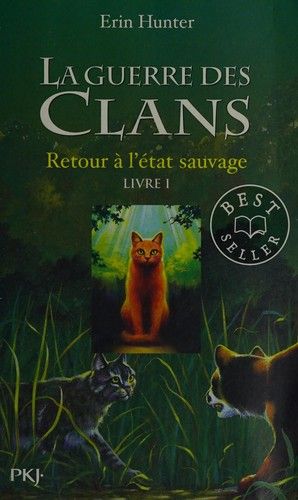 Erin Hunter
LA GUERRE DES
CLANS
Retour à l'état sauvage
LIVRE I
BEST
SELLER
PKJ·